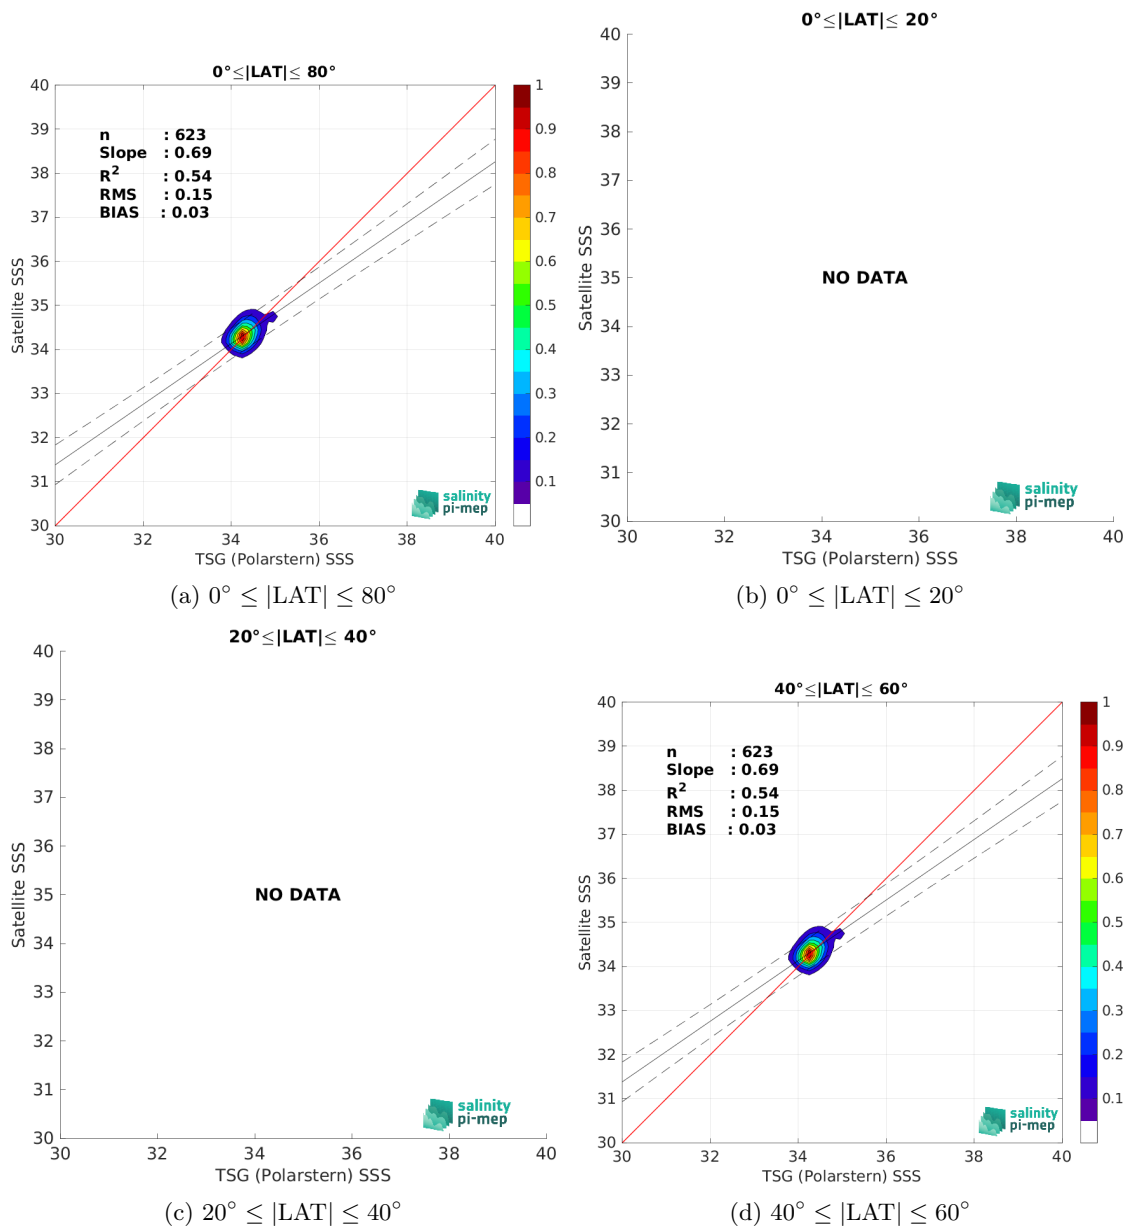 0°≤|LAT|≤ 80°
40
39
38
37
36
35
34
33
32
31
30
Satellite SSS
n : 623
Slope : 0.69
R² : 0.54
RMS : 0.15
BIAS : 0.03
salinity
pi-mep
30 32 34 36 38 40
TSG (Polarstern) SSS
1
0.9
0.8
0.7
0.6
0.5
0.4
0.3
0.2
0.1
(a) 0° ≤ |LAT| ≤ 80°
0°≤|LAT|≤ 20°
40
39
38
37
36
35
34
33
32
31
30
Satellite SSS
NO DATA
salinity
pi-mep
30 32 34 36 38 40
TSG (Polarstern) SSS
(b) 0° ≤ |LAT| ≤ 20°
20°≤|LAT|≤ 40°
40
39
38
37
36
35
34
33
32
31
30
Satellite SSS
NO DATA
salinity
pi-mep
30 32 34 36 38 40
TSG (Polarstern) SSS
(c) 20° ≤ |LAT| ≤ 40°
40°≤|LAT|≤ 60°
40
39
38
37
36
35
34
33
32
31
30
Satellite SSS
n : 623
Slope : 0.69
R² : 0.54
RMS : 0.15
BIAS : 0.03
salinity
pi-mep
30 32 34 36 38 40
TSG (Polarstern) SSS
1
0.9
0.8
0.7
0.6
0.5
0.4
0.3
0.2
0.1
(d) 40° ≤ |LAT| ≤ 60°